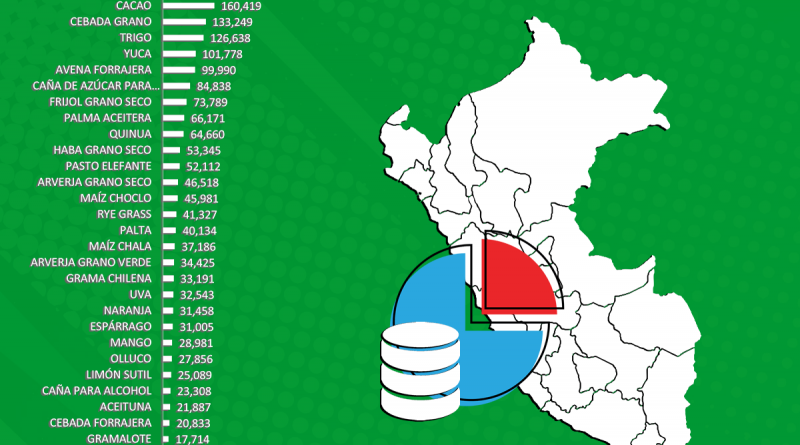 CACAO 160,419
CEBADA GRANO 133,249
TRIGO 126,638
YUCA 101,778
AVENA FORRAJERA 99,990
CAÑA DE AZÚCAR PARA... 84,838
FRIJOL GRANO SECO 73,789
PALMA ACEITERA 66,171
QUINUA 64,660
HABA GRANO SECO 53,345
PASTO ELEFANTE 52,112
ARVERJA GRANO SECO 46,518
MAÍZ CHOCLO 45,981
RYE GRASS 41,327
PALTA 40,134
MAÍZ CHALA 37,186
ARVERJA GRANO VERDE 34,425
GRAMA CHILENA 33,191
UVA 32,543
NARANJA 31,458
ESPÁRRAGO 31,005
MANGO 28,981
OLLUCO 27,856
LIMÓN SUTIL 25,089
CAÑA PARA ALCOHOL 23,308
ACEITUNA 21,887
CEBADA FORRAJERA 20,833
GRAMALOTE 17,714